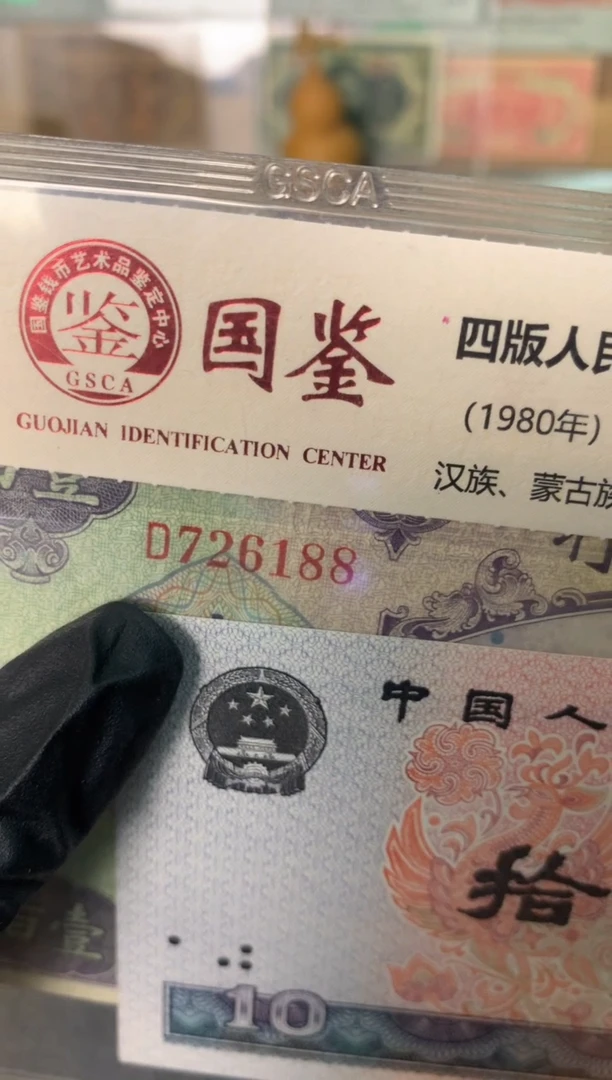 GSCA
国鉴钱币艺术品鉴定中心
鉴
GSCA
国鉴
GUOJIAN IDENTIFICATION CENTER
四版人民
(1980年)
汉族、蒙古族
D726188
行
中国人
拾
10
壹